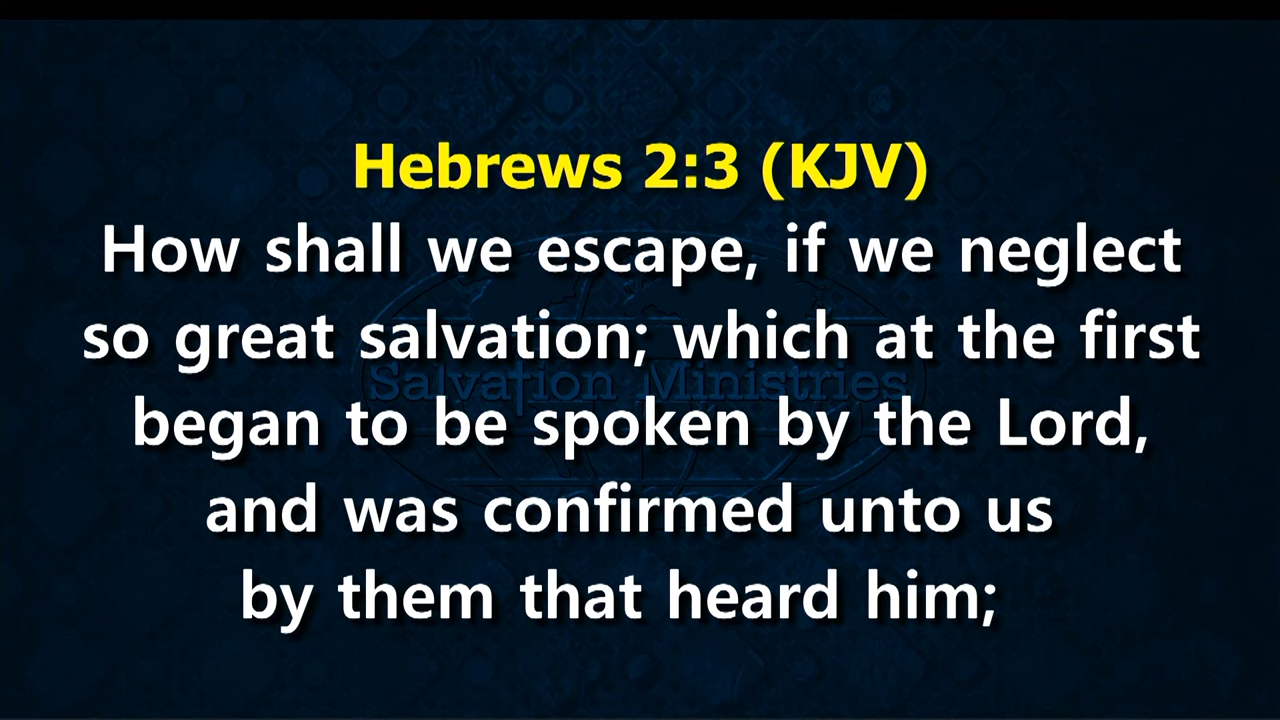 Hebrews 2:3 (KJV)
How shall we escape, if we neglect
so great salvation; which at the first
Salvation Ministries
began to be spoken by the Lord,
and was confirmed unto us
by them that heard him;